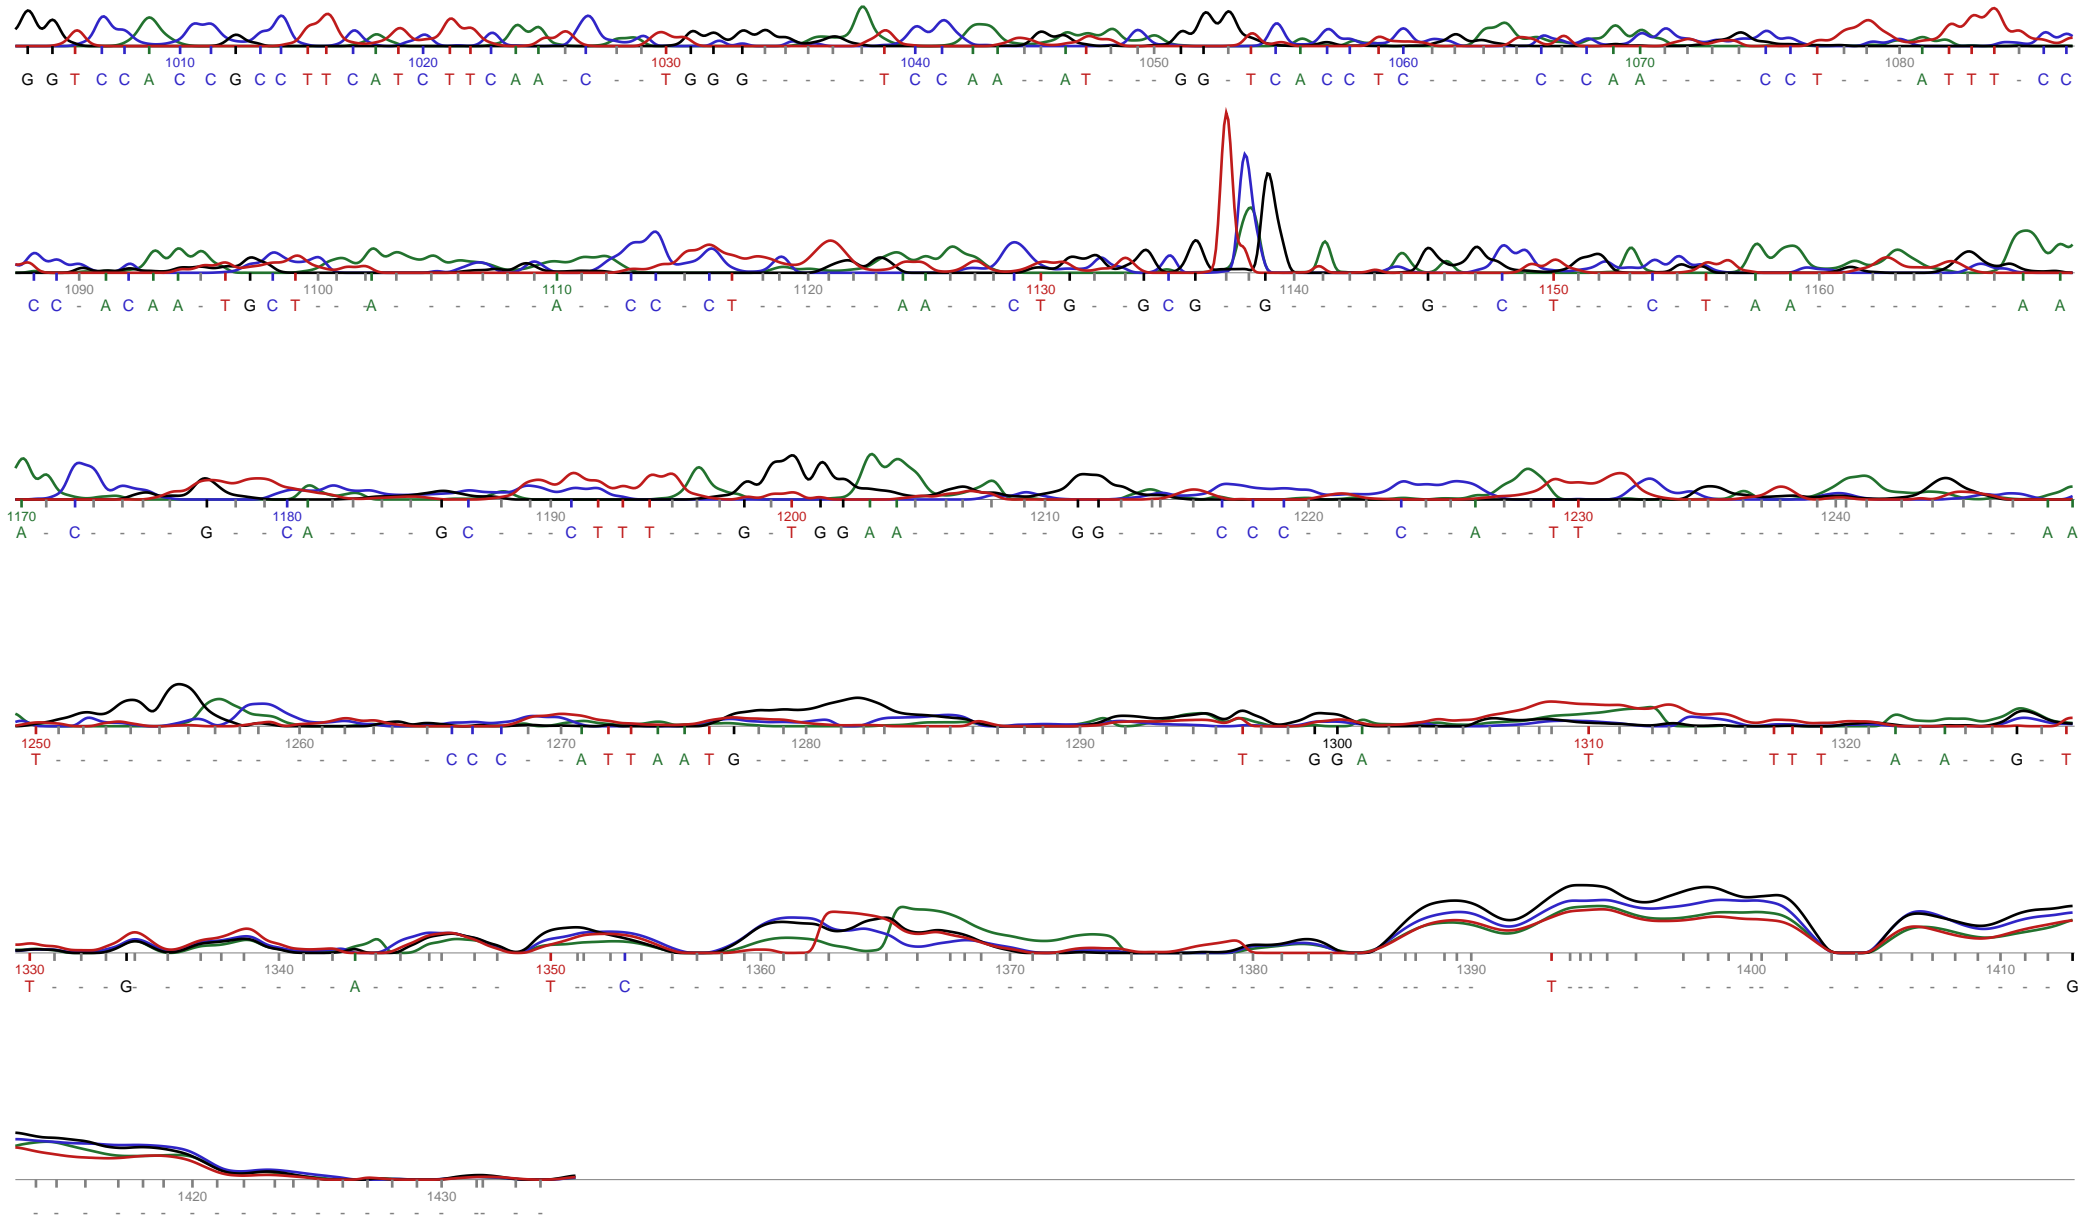 1010 1020 1030 1040 1050 1060 1070 1080
G G T C C A C C G C C T T C A T C T T C A A - C - - T G G G - - - - - T C C A A - - A T - - - G G - T C A C C T C - - - - - C - C A A - - - - C C T - - - A T T T - C C
1090 1100 1110 1120 1130 1140 1150 1160
C C - A C A A - T G C T - - - A - - - - - - A - - C C - C T - - - - - - A A - - - C T G - - G C G - - G - - - - - G - - C - T - - - C - T - A A - - - - - - - - A A
1170 1180 1190 1200 1210 1220 1230 1240
A - C - - - - G - - C A - - - - G C - - - C T T T - - - G - T G G A A - - - - - - G G - - - - C C C - - - C - - A - - T T - - - - - - - - - - - - - - - - - A A
1250 1260 1270 1280 1290 1300 1310 1320
T - - - - - - - - - - - - - - - C C C - - A T T A A T G - - - - - - - - - - - - - - - - - - T - - G G A - - - - - - - - T - - - - - - T T T - - A - A - - G - T
1330 1340 1350 1360 1370 1380 1390 1400 1410
T - - - G - - - - - - - - A - - - - - - T - - - C - - - - - - - - - - - - - - - - - - - - - - - - - - - - - - - - - - - - T - - - - - - - - - - - - - - - - - - - - - G
1420 1430
- - - - - - - - - - - - - - - - - - - - -